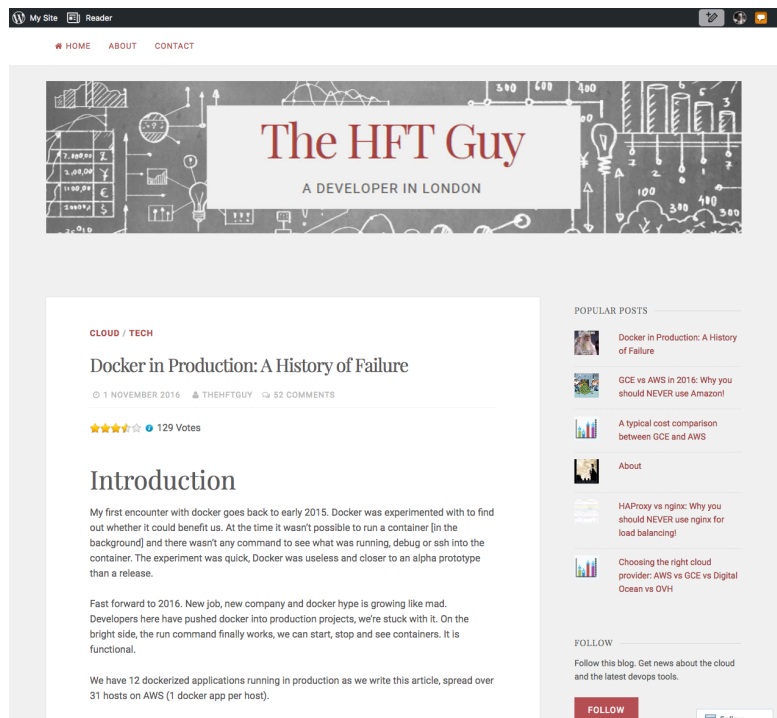 My Site Reader
HOME ABOUT CONTACT
300 600 400
The HFT Guy
A DEVELOPER IN LONDON
100
300 400 300
CLOUD / TECH
Docker in Production: A History of Failure
1 NOVEMBER 2016 THEHFTGUY 52 COMMENTS
129 Votes
Introduction
My first encounter with docker goes back to early 2015. Docker was experimented with to find
out whether it could benefit us. At the time it wasn't possible to run a container [in the
background] and there wasn't any command to see what was running, debug or ssh into the
container. The experiment was quick, Docker was useless and closer to an alpha prototype
than a release.
Fast forward to 2016. New job, new company and docker hype is growing like mad.
Developers here have pushed docker into production projects, we're stuck with it. On the
bright side, the run command finally works, we can start, stop and see containers. It is
functional.
We have 12 dockerized applications running in production as we write this article, spread over
31 hosts on AWS (1 docker app per host).
POPULAR POSTS
Docker in Production: A History
of Failure
GCE vs AWS in 2016: Why you
should NEVER use Amazon!
A typical cost comparison
between GCE and AWS
About
HAProxy vs nginx: Why you
should NEVER use nginx for
load balancing!
Choosing the right cloud
provider: AWS vs GCE vs Digital
Ocean vs OVH
FOLLOW
Follow this blog. Get news about the cloud
and the latest devops tools.
FOLLOW